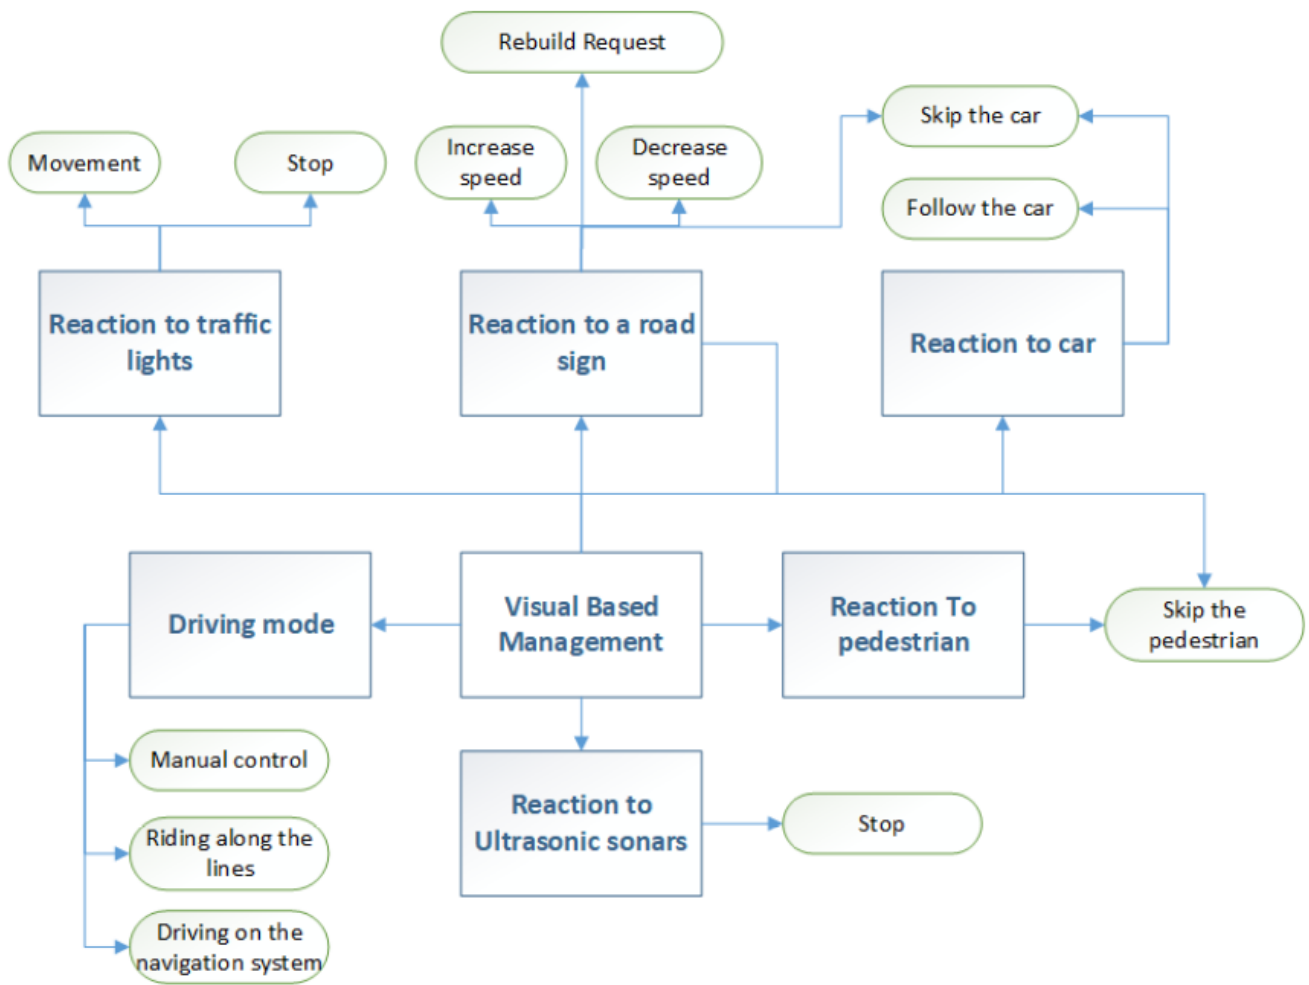 Rebuild Request
Skip the car
Movement
Stop
Increase
speed
Decrease
speed
Follow the car
Reaction to traffic
lights
Reaction to a road
sign
Reaction to car
Driving mode
Visual Based
Management
Reaction To
pedestrian
Skip the
pedestrian
Manual control
Riding along the
lines
Driving on the
navigation system
Reaction to
Ultrasonic sonars
Stop